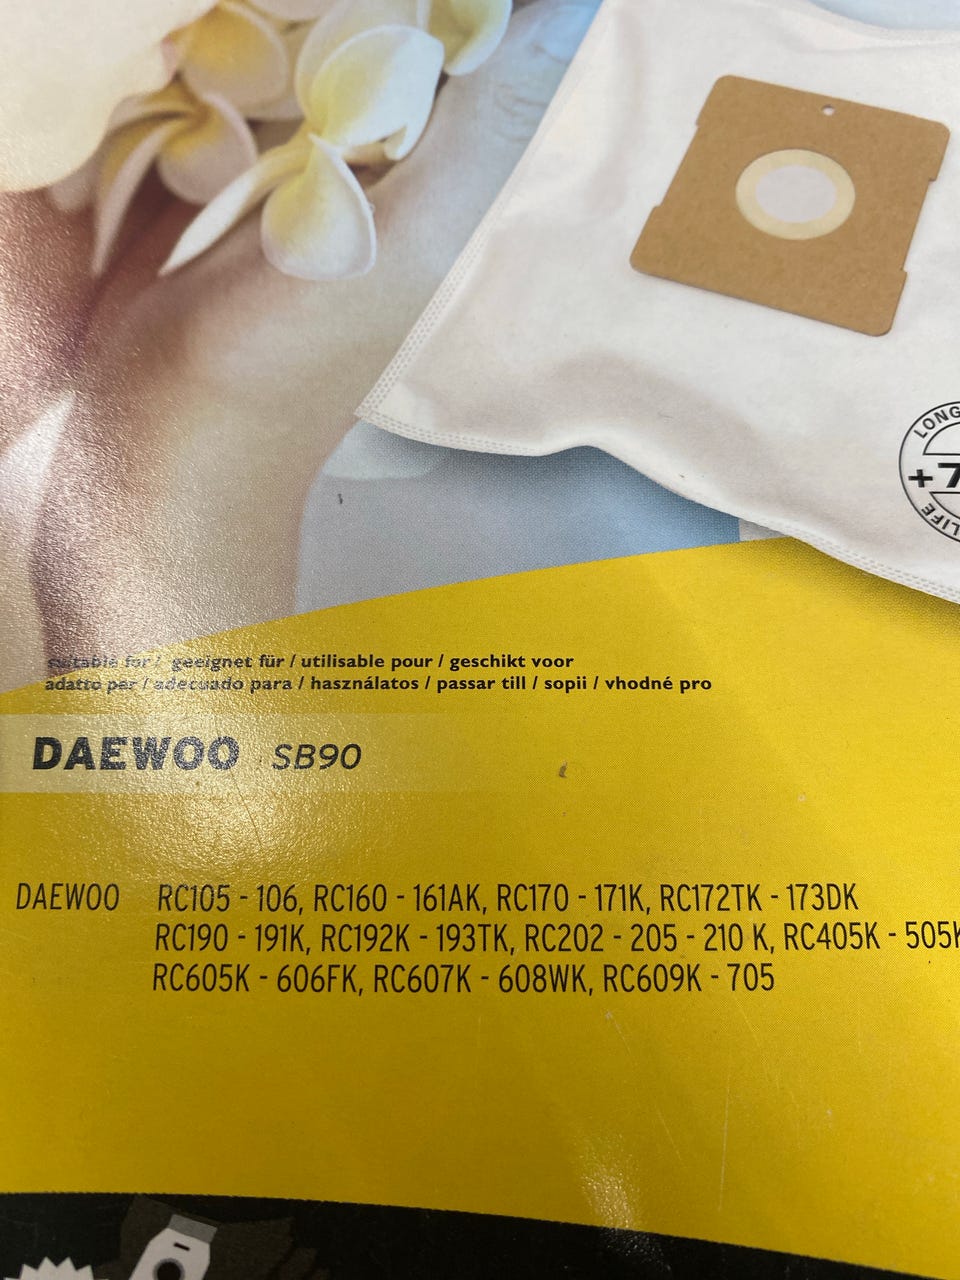 LONG
+7
LIFE
suitable for / geeignet für / utilisable pour / geschikt voor
adatto per / adecuado para / használatos / passar till / sopii / vhodné pro
DAEWOO SB90
DAEWOO RC105 - 106, RC160 - 161AK, RC170 - 171K, RC172TK - 173DK
RC190 - 191K, RC192K - 193TK, RC202 - 205 - 210 K, RC405K - 505K
RC605K - 606FK, RC607K - 608WK, RC609K - 705